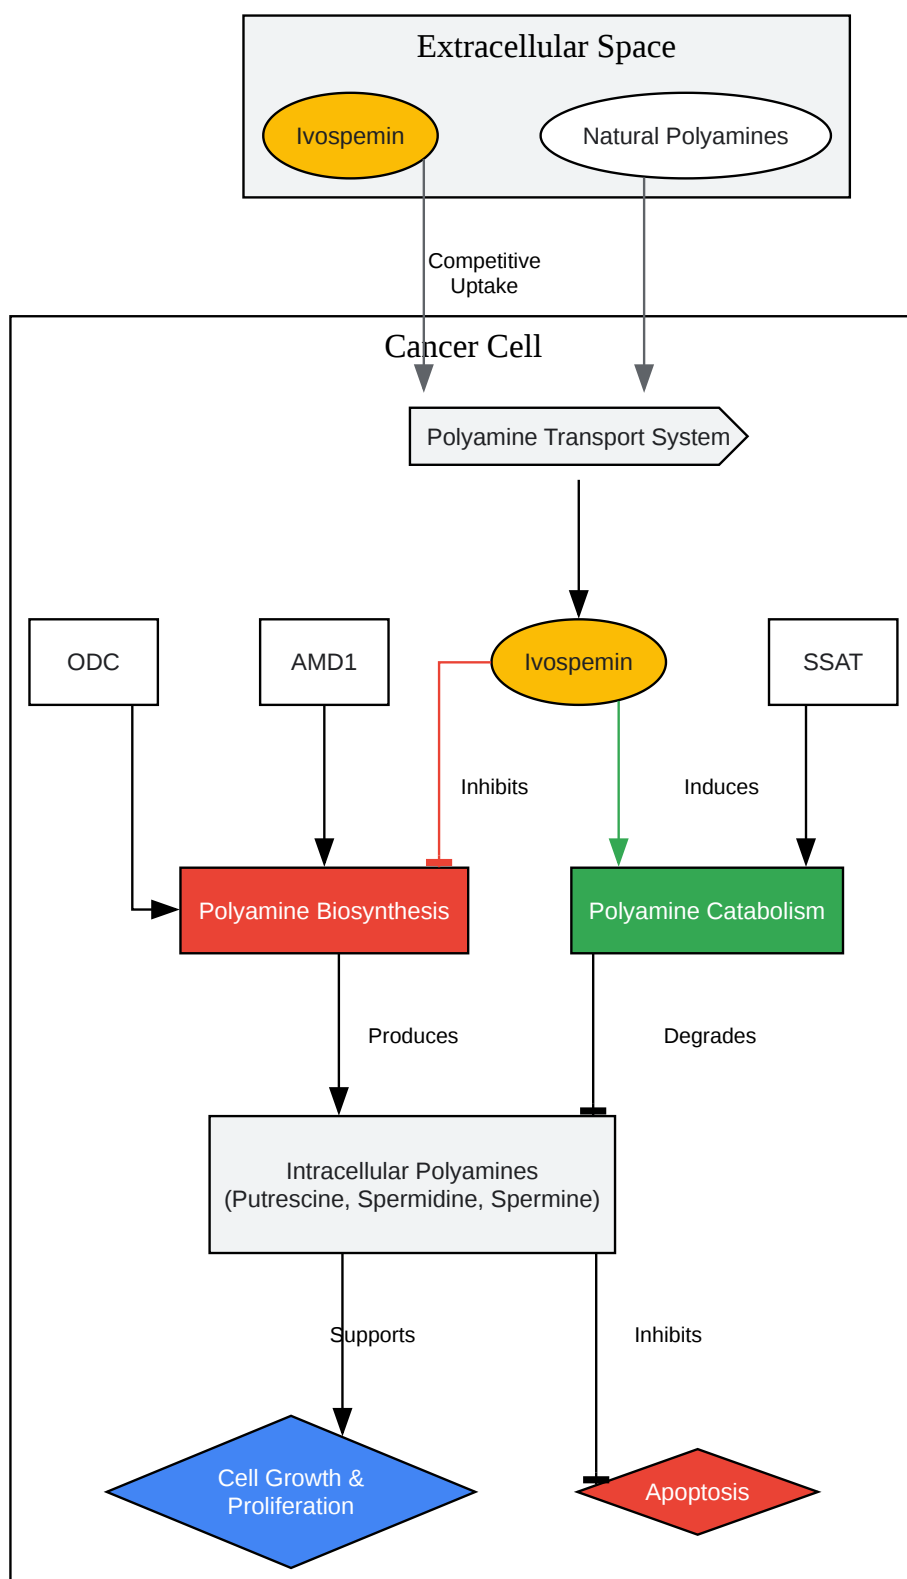 Extracellular Space
Ivospemin
Natural Polyamines
Competitive
Uptake
Cancer Cell
Polyamine Transport System
ODC
AMD1
Ivospemin
SSAT
Inhibits
Induces
Polyamine Biosynthesis
Polyamine Catabolism
Produces
Degrades
Intracellular Polyamines
(Putrescine, Spermidine, Spermine)
Supports
Inhibits
Cell Growth &
Proliferation
Apoptosis